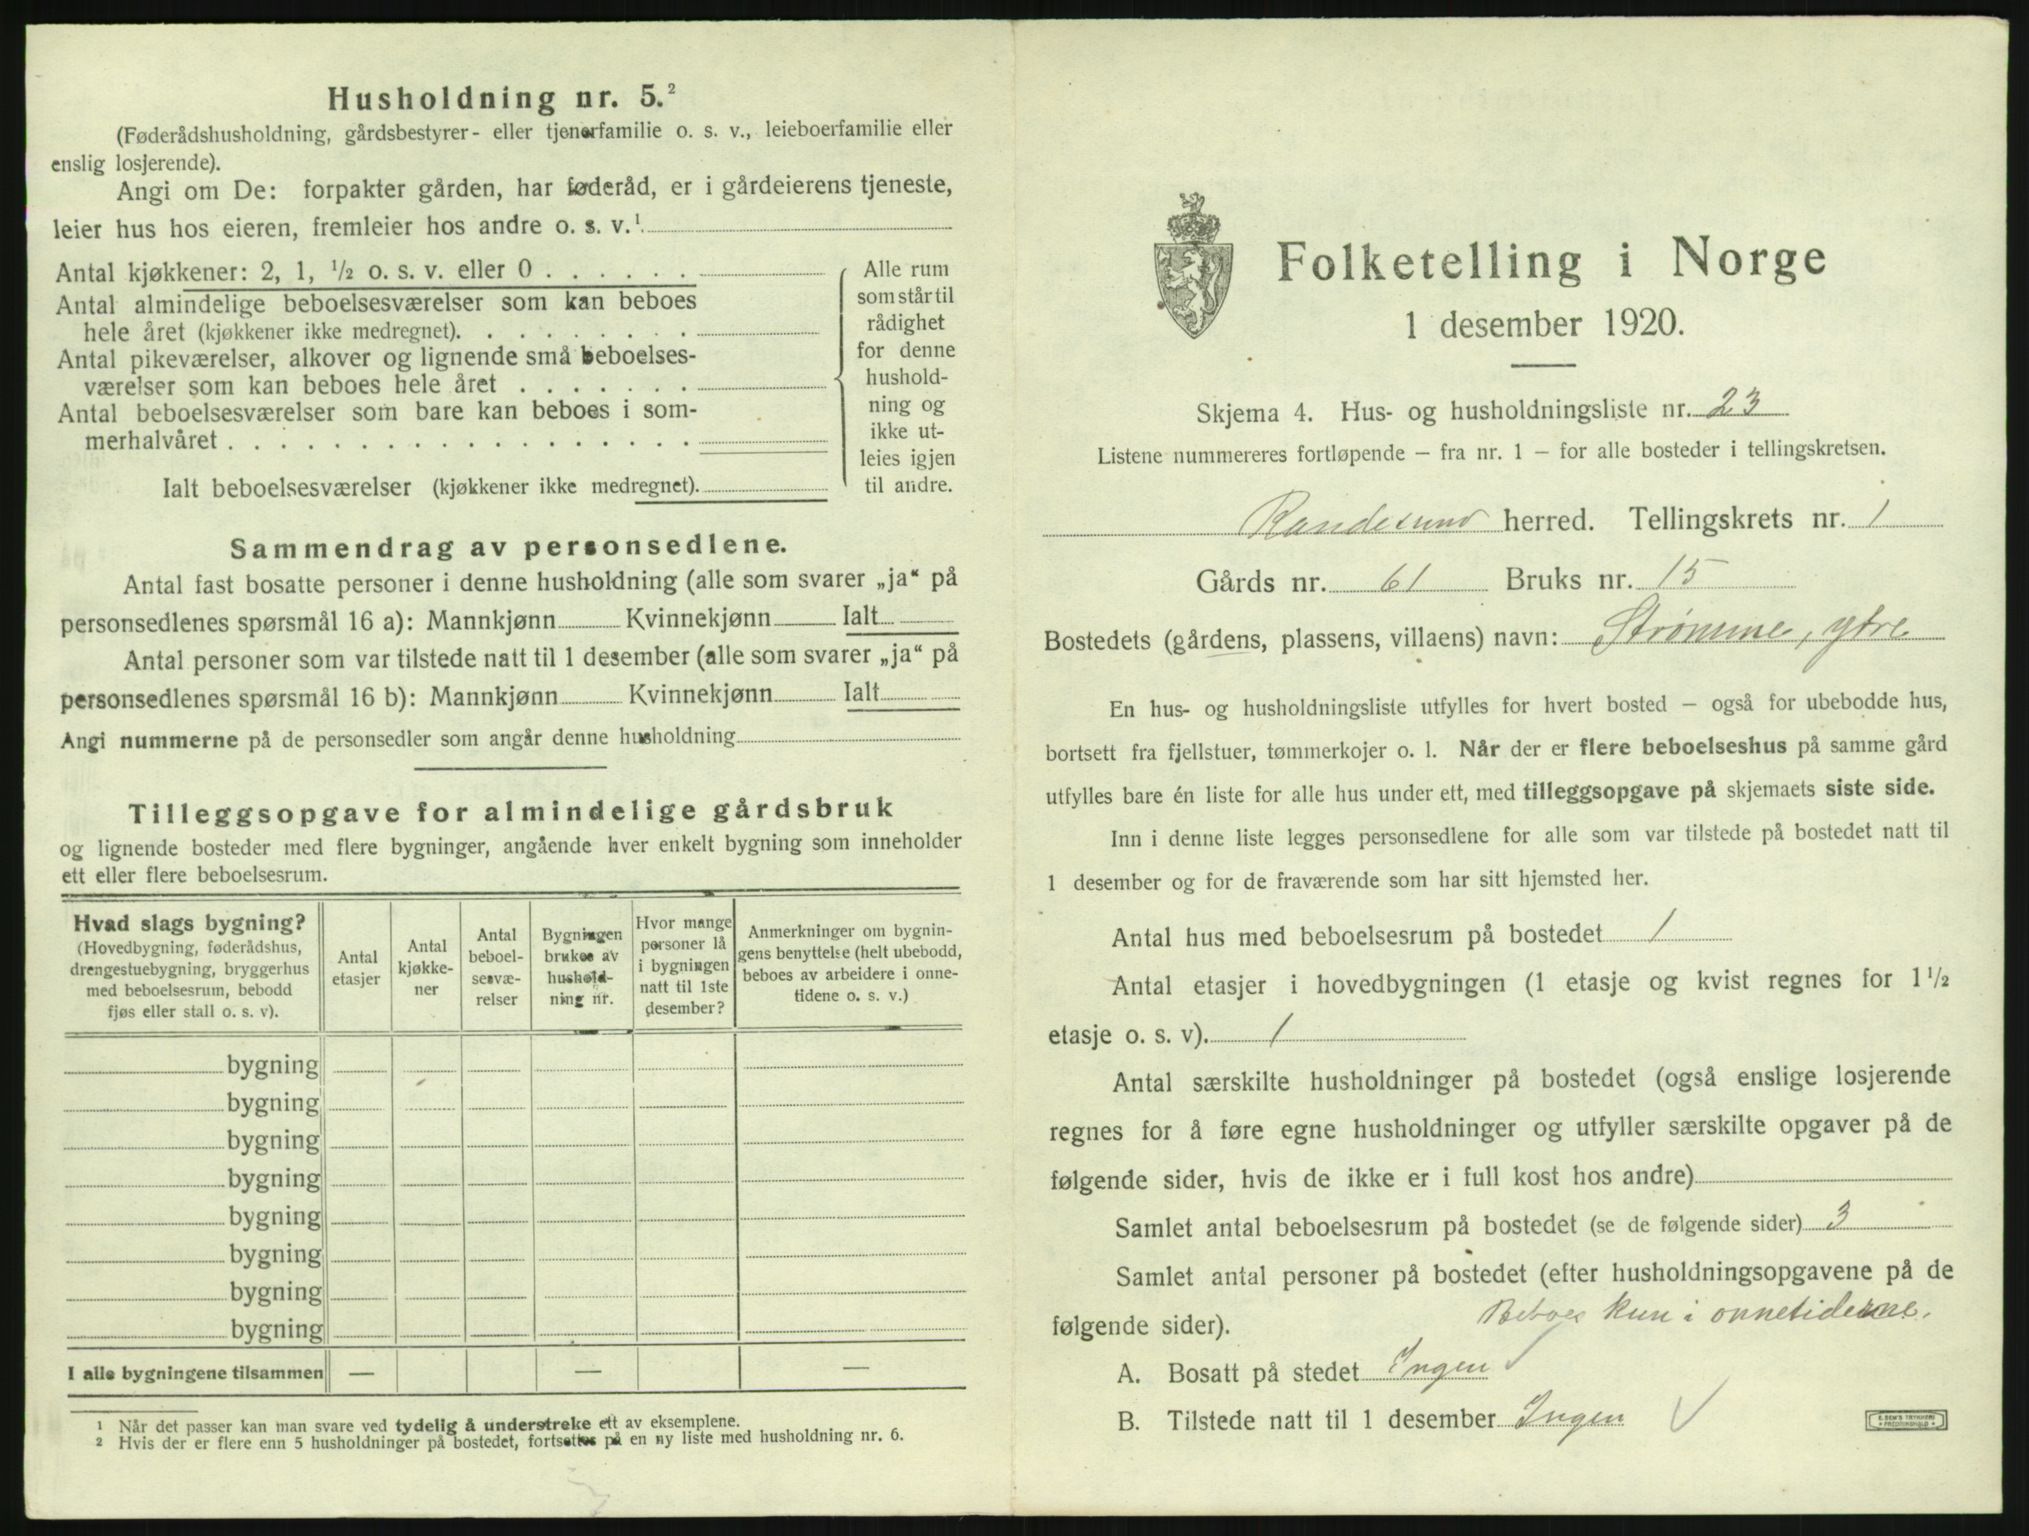 Husholdning nr. 5.²
(Føderådshusholdning, gårdsbestyrer- eller tjenerfamilie o. s. v., leieboerfamilie eller
enslig losjerende).
Angi om De: forpakter gården, har føderåd, er i gårdeierens tjeneste,
leier hus hos eieren, fremleier hos andre o. s. v.¹
Antal kjøkkener: 2, 1, ½ o. s. v. eller 0 . . . . . .
Antal almindelige beboelsesværelser som kan beboes
hele året (kjøkkener ikke medregnet). . . . . . . . .
Antal pikeværelser, alkover og lignende små beboelses-
værelser som kan beboes hele året . . . . . . .
Antal beboelsesværelser som bare kan beboes i som-
merhalvåret . . . . . . . . . . . . . . . . .
Ialt beboelsesværelser (kjøkkener ikke medregnet).
Alle rum
som står til
rådighet
for denne
hushold-
ning og
ikke ut-
leies igjen
til andre.
Sammendrag av personsedlene.
Antal fast bosatte personer i denne husholdning (alle som svarer „ja“ på
personsedlenes spørsmål 16 a): Mannkjønn Kvinnekjønn Ialt
Antal personer som var tilstede natt til 1 desember (alle som svarer „ja“ på
personsedlenes spørsmål 16 b): Mannkjønn Kvinnekjønn Ialt
Angi nummerne på de personsedler som angår denne husholdning
Tilleggsopgave for almindelige gårdsbruk
og lignende bosteder med flere bygninger, angående hver enkelt bygning som inneholder
ett eller flere beboelsesrum.
Hvad slags bygning?
(Hovedbygning, føderådshus,
drengestuebygning, bryggerhus
med beboelsesrum, bebodd
fjøs eller stall o. s. v).
Antal
etasjer
Antal
kjøkke-
ner
Antal
beboel-
sesvæ-
relser
Bygningen
brukes av
hushold-
ning nr.
Hvor mange
personer lå
i bygningen
natt til 1ste
desember?
Anmerkninger om bygnin-
gens benyttelse (helt ubebodd,
beboes av arbeidere i onne-
tidene o. s. v.)
bygning
bygning
bygning
bygning
bygning
bygning
bygning
bygning
I alle bygningene tilsammen — — —
¹ Når det passer kan man svare ved tydelig å understreke ett av eksemplene.
² Hvis der er flere enn 5 husholdninger på bostedet, fortsettes på en ny liste med husholdning nr. 6.
Folketelling i Norge
1 desember 1920.
Skjema 4. Hus- og husholdningsliste nr. 23
Listene nummereres fortløpende — fra nr. 1 — for alle bosteder i tellingskretsen.
Randesund herred. Tellingskrets nr. 1
Gårds nr. 61 Bruks nr. 15
Bostedets (gårdens, plassens, villaens) navn: Strømme, ytre
En hus- og husholdningsliste utfylles for hvert bosted — også for ubebodde hus,
bortsett fra fjellstuer, tømmerkojer o. l. Når der er flere beboelseshus på samme gård
utfylles bare én liste for alle hus under ett, med tilleggsopgave på skjemaets siste side.
Inn i denne liste legges personsedlene for alle som var tilstede på bostedet natt til
1 desember og for de fraværende som har sitt hjemsted her.
Antal hus med beboelsesrum på bostedet 1
Antal etasjer i hovedbygningen (1 etasje og kvist regnes for 1½
etasje o. s. v). 1
Antal særskilte husholdninger på bostedet (også enslige losjerende
regnes for å føre egne husholdninger og utfyller særskilte opgaver på de
følgende sider, hvis de ikke er i full kost hos andre)
Samlet antal beboelsesrum på bostedet (se de følgende sider) 3
Samlet antal personer på bostedet (efter husholdningsopgavene på de
følgende sider). Beboes kun i onnetiderne.
A. Bosatt på stedet Ingen
B. Tilstede natt til 1 desember Ingen